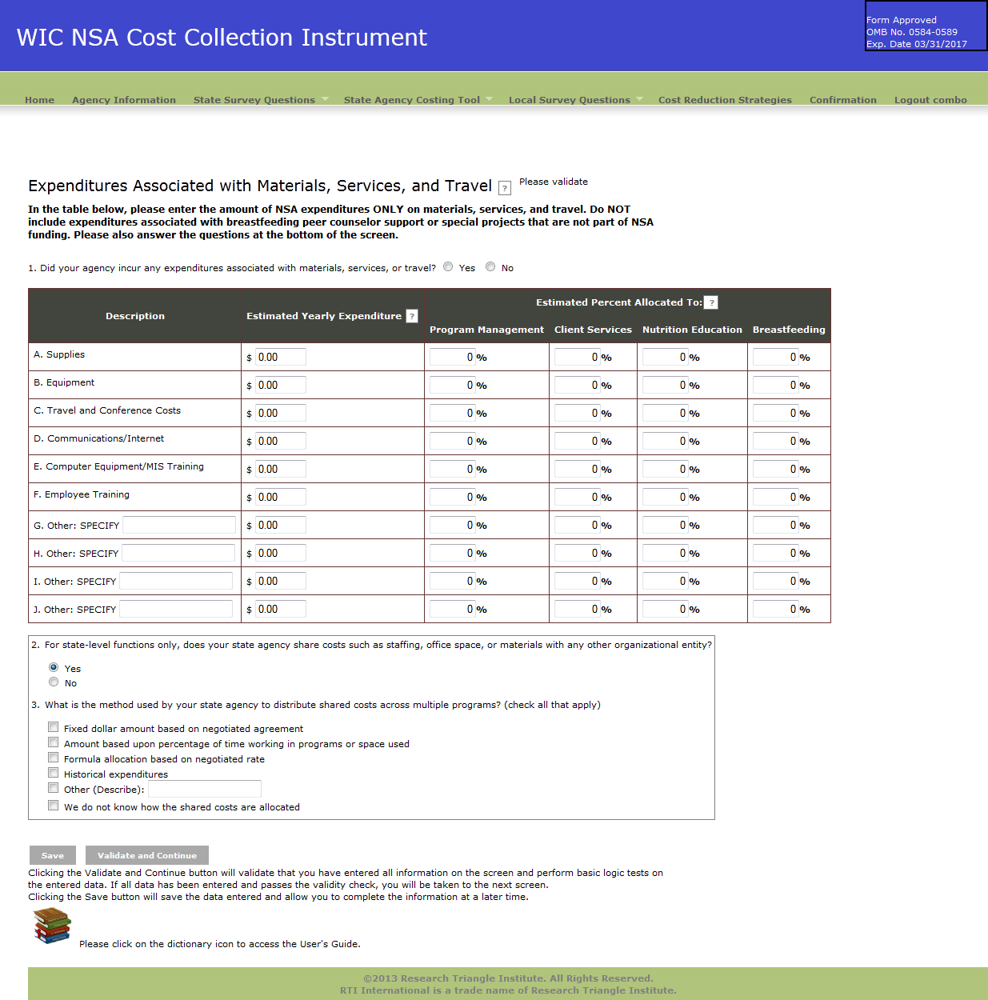 WIC NSA Cost Collection Instrument
Form Approved
OMB No. 0584-0589
Exp. Date 03/31/2017
Home Agency Information State Survey Questions State Agency Costing Tool Local Survey Questions Cost Reduction Strategies Confirmation Logout combo
Expenditures Associated with Materials, Services, and Travel ? Please validate
In the table below, please enter the amount of NSA expenditures ONLY on materials, services, and travel. Do NOT
include expenditures associated with breastfeeding peer counselor support or special projects that are not part of NSA
funding. Please also answer the questions at the bottom of the screen.
1. Did your agency incur any expenditures associated with materials, services, or travel? Yes No
Description Estimated Yearly Expenditure ? Estimated Percent Allocated To: ?
Program Management Client Services Nutrition Education Breastfeeding
A. Supplies $ 0.00 0 % 0 % 0 % 0 %
B. Equipment $ 0.00 0 % 0 % 0 % 0 %
C. Travel and Conference Costs $ 0.00 0 % 0 % 0 % 0 %
D. Communications/Internet $ 0.00 0 % 0 % 0 % 0 %
E. Computer Equipment/MIS Training $ 0.00 0 % 0 % 0 % 0 %
F. Employee Training $ 0.00 0 % 0 % 0 % 0 %
G. Other: SPECIFY $ 0.00 0 % 0 % 0 % 0 %
H. Other: SPECIFY $ 0.00 0 % 0 % 0 % 0 %
I. Other: SPECIFY $ 0.00 0 % 0 % 0 % 0 %
J. Other: SPECIFY $ 0.00 0 % 0 % 0 % 0 %
2. For state-level functions only, does your state agency share costs such as staffing, office space, or materials with any other organizational entity?
Yes
No
3. What is the method used by your state agency to distribute shared costs across multiple programs? (check all that apply)
Fixed dollar amount based on negotiated agreement
Amount based upon percentage of time working in programs or space used
Formula allocation based on negotiated rate
Historical expenditures
Other (Describe):
We do not know how the shared costs are allocated
Save Validate and Continue
Clicking the Validate and Continue button will validate that you have entered all information on the screen and perform basic logic tests on
the entered data. If all data has been entered and passes the validity check, you will be taken to the next screen.
Clicking the Save button will save the data entered and allow you to complete the information at a later time.
Please click on the dictionary icon to access the User's Guide.
©2013 Research Triangle Institute. All Rights Reserved.
RTI International is a trade name of Research Triangle Institute.